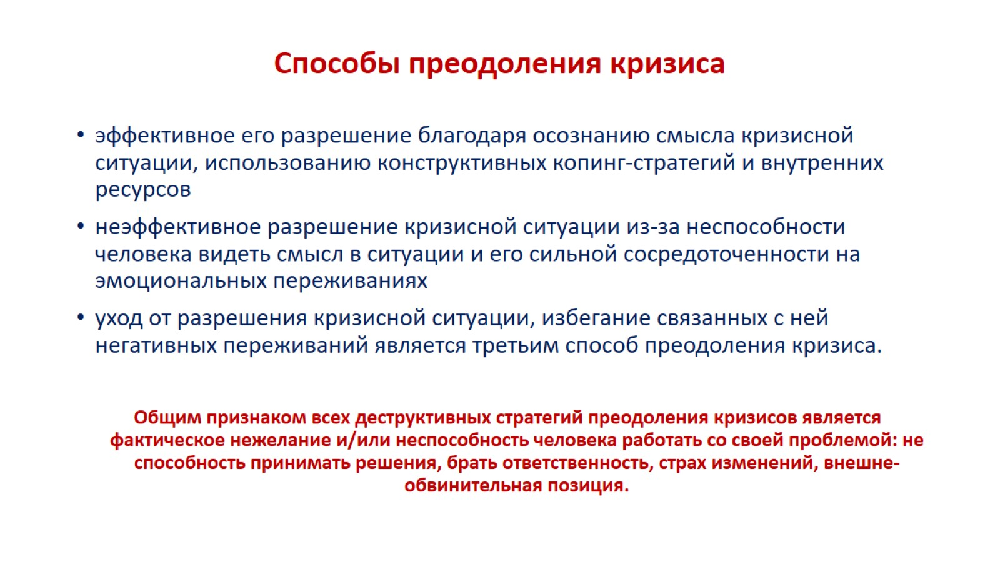 Способы преодоления кризиса
• эффективное его разрешение благодаря осознанию смысла кризисной
ситуации, использованию конструктивных копинг-стратегий и внутренних
ресурсов
• неэффективное разрешение кризисной ситуации из-за неспособности
человека видеть смысл в ситуации и его сильной сосредоточенности на
эмоциональных переживаниях
• уход от разрешения кризисной ситуации, избегание связанных с ней
негативных переживаний является третьим способ преодоления кризиса.
Общим признаком всех деструктивных стратегий преодоления кризисов является
фактическое нежелание и/или неспособность человека работать со своей проблемой: не
способность принимать решения, брать ответственность, страх изменений, внешне-
обвинительная позиция.